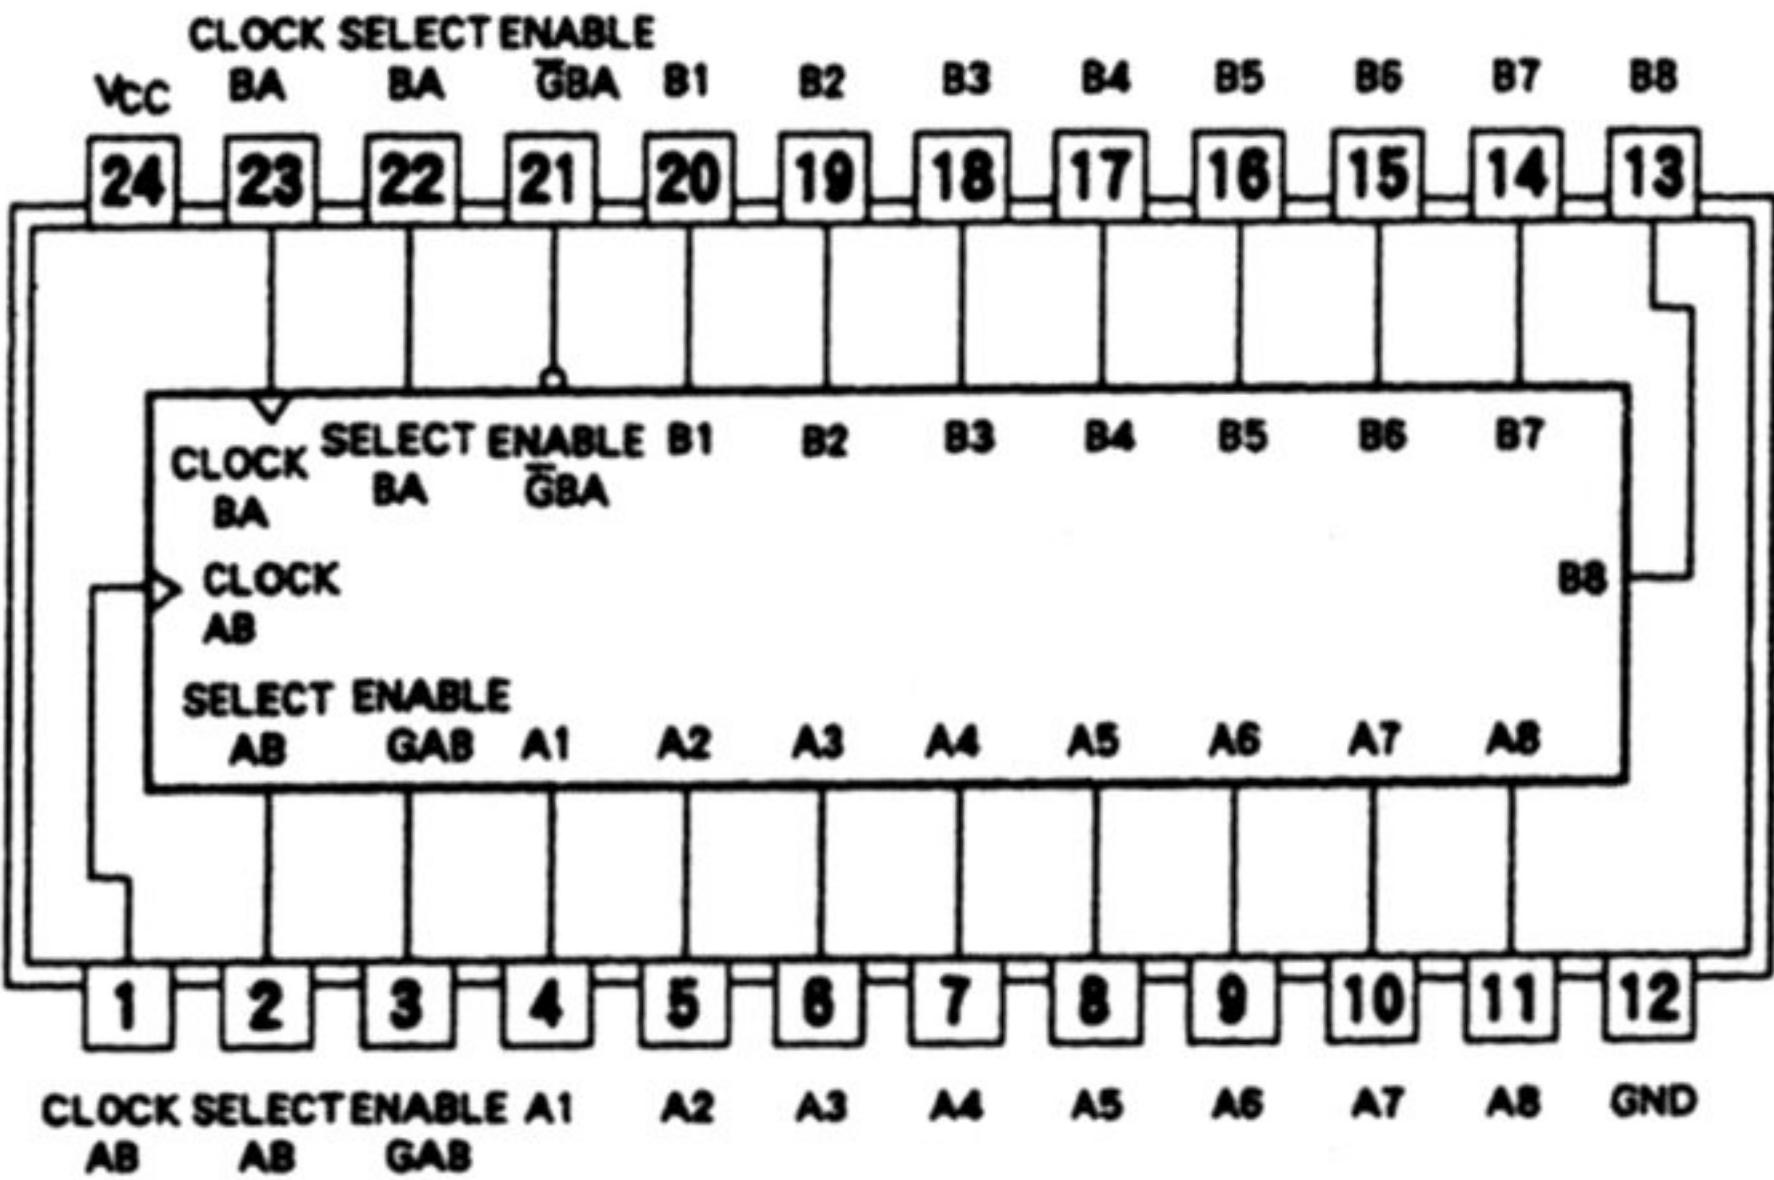 CLOCK SELECT ENABLE
VCC BA BA G̅BA B1 B2 B3 B4 B5 B6 B7 B8
24 23 22 21 20 19 18 17 16 15 14 13
SELECT ENABLE B1 B2 B3 B4 B5 B6 B7
CLOCK BA G̅BA
BA
CLOCK B8
AB
SELECT ENABLE
AB GAB A1 A2 A3 A4 A5 A6 A7 A8
1 2 3 4 5 6 7 8 9 10 11 12
CLOCK SELECT ENABLE A1 A2 A3 A4 A5 A6 A7 A8 GND
AB AB GAB